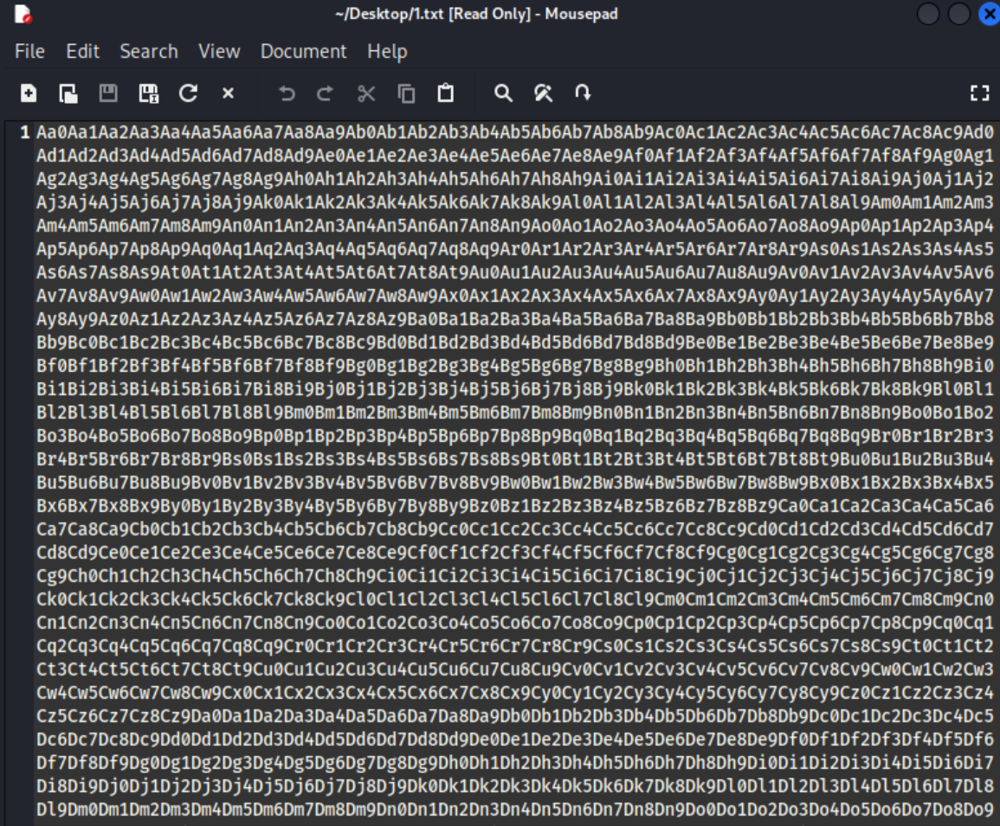 ~/Desktop/1.txt [Read Only] - Mousepad
File Edit Search View Document Help
1 Aa0Aa1Aa2Aa3Aa4Aa5Aa6Aa7Aa8Aa9Ab0Ab1Ab2Ab3Ab4Ab5Ab6Ab7Ab8Ab9Ac0Ac1Ac2Ac3Ac4Ac5Ac6Ac7Ac8Ac9Ad0
Ad1Ad2Ad3Ad4Ad5Ad6Ad7Ad8Ad9Ae0Ae1Ae2Ae3Ae4Ae5Ae6Ae7Ae8Ae9Af0Af1Af2Af3Af4Af5Af6Af7Af8Af9Ag0Ag1
Ag2Ag3Ag4Ag5Ag6Ag7Ag8Ag9Ah0Ah1Ah2Ah3Ah4Ah5Ah6Ah7Ah8Ah9Ai0Ai1Ai2Ai3Ai4Ai5Ai6Ai7Ai8Ai9Aj0Aj1Aj2
Aj3Aj4Aj5Aj6Aj7Aj8Aj9Ak0Ak1Ak2Ak3Ak4Ak5Ak6Ak7Ak8Ak9Al0Al1Al2Al3Al4Al5Al6Al7Al8Al9Am0Am1Am2Am3
Am4Am5Am6Am7Am8Am9An0An1An2An3An4An5An6An7An8An9Ao0Ao1Ao2Ao3Ao4Ao5Ao6Ao7Ao8Ao9Ap0Ap1Ap2Ap3Ap4
Ap5Ap6Ap7Ap8Ap9Aq0Aq1Aq2Aq3Aq4Aq5Aq6Aq7Aq8Aq9Ar0Ar1Ar2Ar3Ar4Ar5Ar6Ar7Ar8Ar9As0As1As2As3As4As5
As6As7As8As9At0At1At2At3At4At5At6At7At8At9Au0Au1Au2Au3Au4Au5Au6Au7Au8Au9Av0Av1Av2Av3Av4Av5Av6
Av7Av8Av9Aw0Aw1Aw2Aw3Aw4Aw5Aw6Aw7Aw8Aw9Ax0Ax1Ax2Ax3Ax4Ax5Ax6Ax7Ax8Ax9Ay0Ay1Ay2Ay3Ay4Ay5Ay6Ay7
Ay8Ay9Az0Az1Az2Az3Az4Az5Az6Az7Az8Az9Ba0Ba1Ba2Ba3Ba4Ba5Ba6Ba7Ba8Ba9Bb0Bb1Bb2Bb3Bb4Bb5Bb6Bb7Bb8
Bb9Bc0Bc1Bc2Bc3Bc4Bc5Bc6Bc7Bc8Bc9Bd0Bd1Bd2Bd3Bd4Bd5Bd6Bd7Bd8Bd9Be0Be1Be2Be3Be4Be5Be6Be7Be8Be9
Bf0Bf1Bf2Bf3Bf4Bf5Bf6Bf7Bf8Bf9Bg0Bg1Bg2Bg3Bg4Bg5Bg6Bg7Bg8Bg9Bh0Bh1Bh2Bh3Bh4Bh5Bh6Bh7Bh8Bh9Bi0
Bi1Bi2Bi3Bi4Bi5Bi6Bi7Bi8Bi9Bj0Bj1Bj2Bj3Bj4Bj5Bj6Bj7Bj8Bj9Bk0Bk1Bk2Bk3Bk4Bk5Bk6Bk7Bk8Bk9Bl0Bl1
Bl2Bl3Bl4Bl5Bl6Bl7Bl8Bl9Bm0Bm1Bm2Bm3Bm4Bm5Bm6Bm7Bm8Bm9Bn0Bn1Bn2Bn3Bn4Bn5Bn6Bn7Bn8Bn9Bo0Bo1Bo2
Bo3Bo4Bo5Bo6Bo7Bo8Bo9Bp0Bp1Bp2Bp3Bp4Bp5Bp6Bp7Bp8Bp9Bq0Bq1Bq2Bq3Bq4Bq5Bq6Bq7Bq8Bq9Br0Br1Br2Br3
Br4Br5Br6Br7Br8Br9Bs0Bs1Bs2Bs3Bs4Bs5Bs6Bs7Bs8Bs9Bt0Bt1Bt2Bt3Bt4Bt5Bt6Bt7Bt8Bt9Bu0Bu1Bu2Bu3Bu4
Bu5Bu6Bu7Bu8Bu9Bv0Bv1Bv2Bv3Bv4Bv5Bv6Bv7Bv8Bv9Bw0Bw1Bw2Bw3Bw4Bw5Bw6Bw7Bw8Bw9Bx0Bx1Bx2Bx3Bx4Bx5
Bx6Bx7Bx8Bx9By0By1By2By3By4By5By6By7By8By9Bz0Bz1Bz2Bz3Bz4Bz5Bz6Bz7Bz8Bz9Ca0Ca1Ca2Ca3Ca4Ca5Ca6
Ca7Ca8Ca9Cb0Cb1Cb2Cb3Cb4Cb5Cb6Cb7Cb8Cb9Cc0Cc1Cc2Cc3Cc4Cc5Cc6Cc7Cc8Cc9Cd0Cd1Cd2Cd3Cd4Cd5Cd6Cd7
Cd8Cd9Ce0Ce1Ce2Ce3Ce4Ce5Ce6Ce7Ce8Ce9Cf0Cf1Cf2Cf3Cf4Cf5Cf6Cf7Cf8Cf9Cg0Cg1Cg2Cg3Cg4Cg5Cg6Cg7Cg8
Cg9Ch0Ch1Ch2Ch3Ch4Ch5Ch6Ch7Ch8Ch9Ci0Ci1Ci2Ci3Ci4Ci5Ci6Ci7Ci8Ci9Cj0Cj1Cj2Cj3Cj4Cj5Cj6Cj7Cj8Cj9
Ck0Ck1Ck2Ck3Ck4Ck5Ck6Ck7Ck8Ck9Cl0Cl1Cl2Cl3Cl4Cl5Cl6Cl7Cl8Cl9Cm0Cm1Cm2Cm3Cm4Cm5Cm6Cm7Cm8Cm9Cn0
Cn1Cn2Cn3Cn4Cn5Cn6Cn7Cn8Cn9Co0Co1Co2Co3Co4Co5Co6Co7Co8Co9Cp0Cp1Cp2Cp3Cp4Cp5Cp6Cp7Cp8Cp9Cq0Cq1
Cq2Cq3Cq4Cq5Cq6Cq7Cq8Cq9Cr0Cr1Cr2Cr3Cr4Cr5Cr6Cr7Cr8Cr9Cs0Cs1Cs2Cs3Cs4Cs5Cs6Cs7Cs8Cs9Ct0Ct1Ct2
Ct3Ct4Ct5Ct6Ct7Ct8Ct9Cu0Cu1Cu2Cu3Cu4Cu5Cu6Cu7Cu8Cu9Cv0Cv1Cv2Cv3Cv4Cv5Cv6Cv7Cv8Cv9Cw0Cw1Cw2Cw3
Cw4Cw5Cw6Cw7Cw8Cw9Cx0Cx1Cx2Cx3Cx4Cx5Cx6Cx7Cx8Cx9Cy0Cy1Cy2Cy3Cy4Cy5Cy6Cy7Cy8Cy9Cz0Cz1Cz2Cz3Cz4
Cz5Cz6Cz7Cz8Cz9Da0Da1Da2Da3Da4Da5Da6Da7Da8Da9Db0Db1Db2Db3Db4Db5Db6Db7Db8Db9Dc0Dc1Dc2Dc3Dc4Dc5
Dc6Dc7Dc8Dc9Dd0Dd1Dd2Dd3Dd4Dd5Dd6Dd7Dd8Dd9De0De1De2De3De4De5De6De7De8De9Df0Df1Df2Df3Df4Df5Df6
Df7Df8Df9Dg0Dg1Dg2Dg3Dg4Dg5Dg6Dg7Dg8Dg9Dh0Dh1Dh2Dh3Dh4Dh5Dh6Dh7Dh8Dh9Di0Di1Di2Di3Di4Di5Di6Di7
Di8Di9Dj0Dj1Dj2Dj3Dj4Dj5Dj6Dj7Dj8Dj9Dk0Dk1Dk2Dk3Dk4Dk5Dk6Dk7Dk8Dk9Dl0Dl1Dl2Dl3Dl4Dl5Dl6Dl7Dl8
Dl9Dm0Dm1Dm2Dm3Dm4Dm5Dm6Dm7Dm8Dm9Dn0Dn1Dn2Dn3Dn4Dn5Dn6Dn7Dn8Dn9Do0Do1Do2Do3Do4Do5Do6Do7Do8Do9